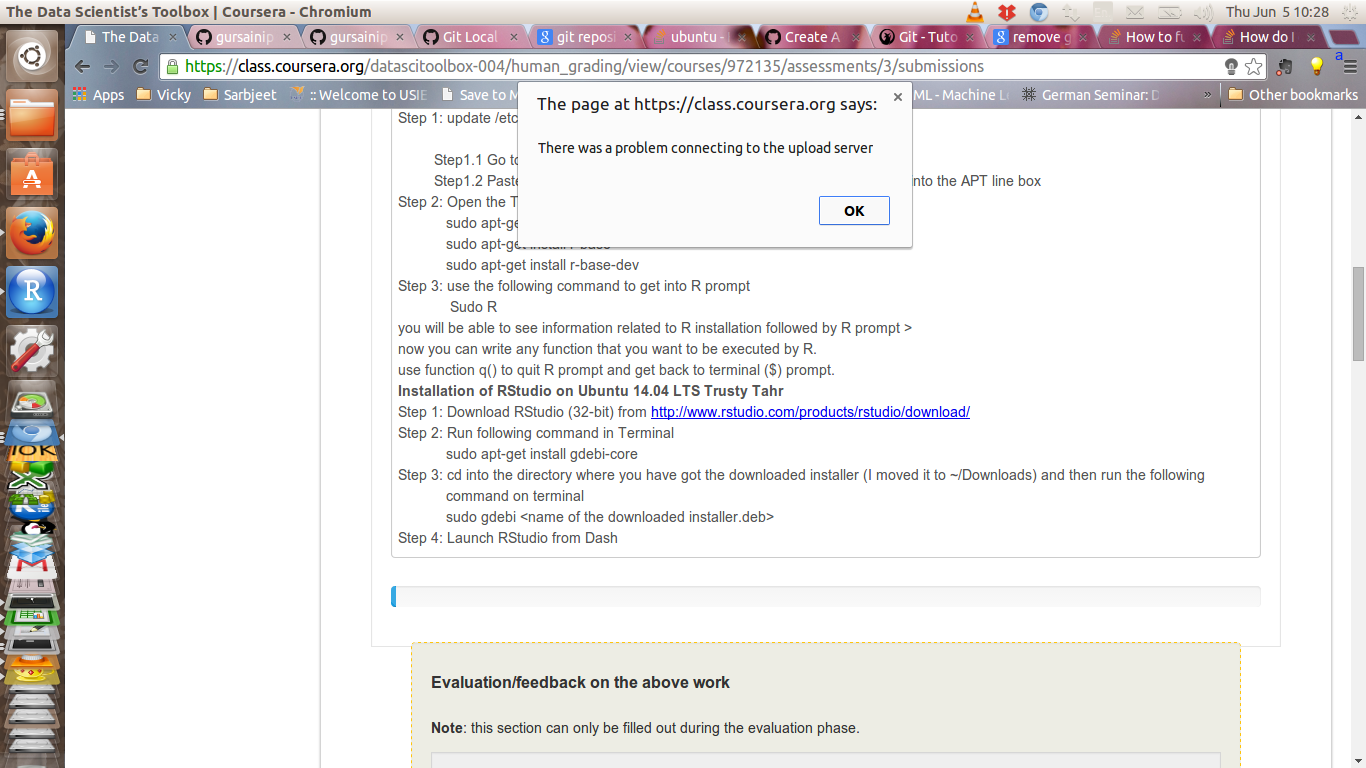 The Data Scientist's Toolbox | Coursera - Chromium
Thu Jun 5 10:28
The Data
gursainip
gursainip
Git Local
git reposi
ubuntu -
Create A
Git - Tuto
remove g
How to fu
How do I
a
https://class.coursera.org/datascitoolbox-004/human_grading/view/courses/972135/assessments/3/submissions
Apps
Vicky
Sarbjeet
:: Welcome to USIE
Save to M
ML - Machine Le
German Seminar: D
»
Other bookmarks
The page at https://class.coursera.org says:
There was a problem connecting to the upload server
OK
Step 1: update /etc
Step1.1 Go to
Step1.2 Paste
nto the APT line box
Step 2: Open the T
sudo apt-ge
sudo apt-get install r-base
sudo apt-get install r-base-dev
Step 3: use the following command to get into R prompt
Sudo R
you will be able to see information related to R installation followed by R prompt >
now you can write any function that you want to be executed by R.
use function q() to quit R prompt and get back to terminal ($) prompt.
Installation of RStudio on Ubuntu 14.04 LTS Trusty Tahr
Step 1: Download RStudio (32-bit) from http://www.rstudio.com/products/rstudio/download/
Step 2: Run following command in Terminal
sudo apt-get install gdebi-core
Step 3: cd into the directory where you have got the downloaded installer (I moved it to ~/Downloads) and then run the following
command on terminal
sudo gdebi <name of the downloaded installer.deb>
Step 4: Launch RStudio from Dash
Evaluation/feedback on the above work
Note: this section can only be filled out during the evaluation phase.